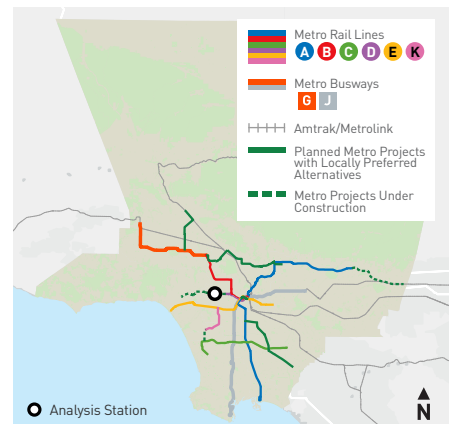 Metro Rail Lines
A B C D E K
Metro Busways
G J
Amtrak/Metrolink
Planned Metro Projects
with Locally Preferred
Alternatives
Metro Projects Under
Construction
Analysis Station
N